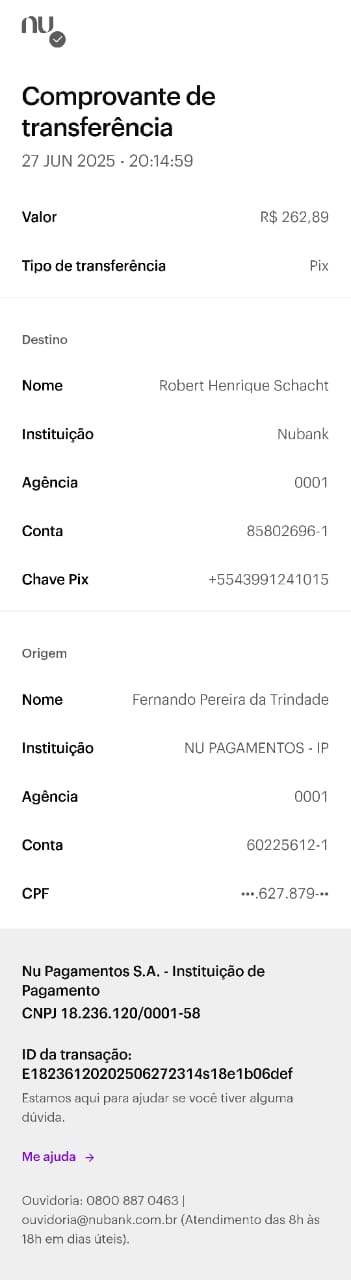 nu
Comprovante de
transferência
27 JUN 2025 - 20:14:59
Valor R$ 262,89
Tipo de transferência Pix
Destino
Nome Robert Henrique Schacht
Instituição Nubank
Agência 0001
Conta 85802696-1
Chave Pix +5543991241015
Origem
Nome Fernando Pereira da Trindade
Instituição NU PAGAMENTOS - IP
Agência 0001
Conta 60225612-1
CPF •••.627.879-••
Nu Pagamentos S.A. - Instituição de
Pagamento
CNPJ 18.236.120/0001-58
ID da transação:
E18236120202506272314s18e1b06def
Estamos aqui para ajudar se você tiver alguma
dúvida.
Me ajuda →
Ouvidoria: 0800 887 0463 |
ouvidoria@nubank.com.br (Atendimento das 8h às
18h em dias úteis).